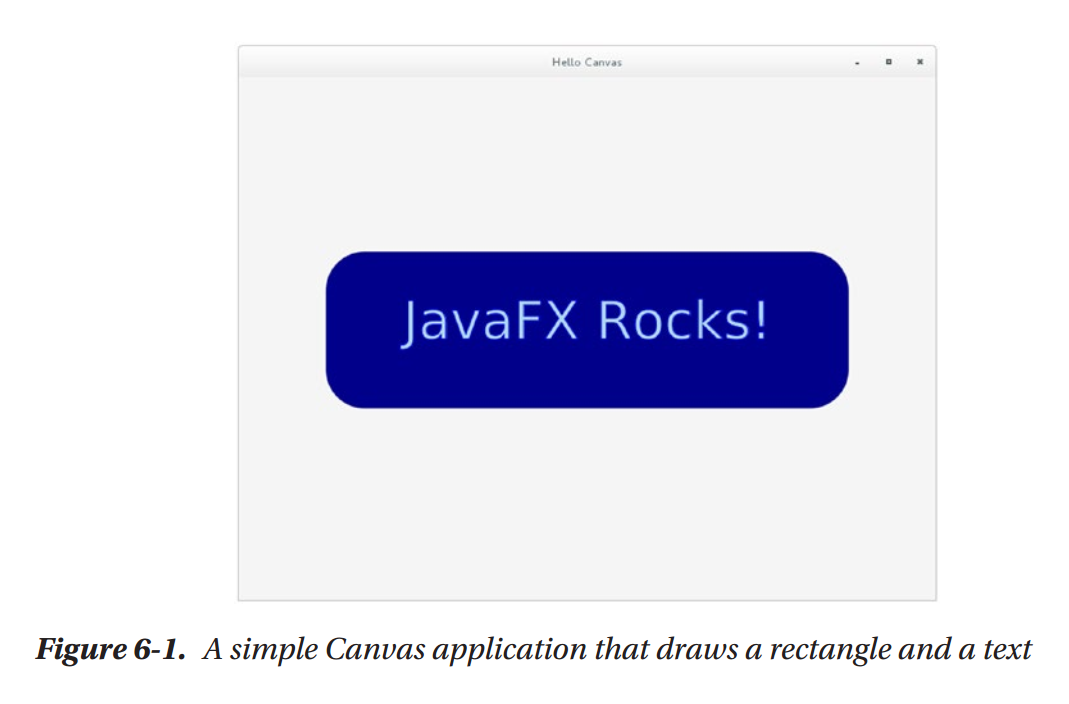 Hello Canvas
JavaFX Rocks!
Figure 6-1. A simple Canvas application that draws a rectangle and a text